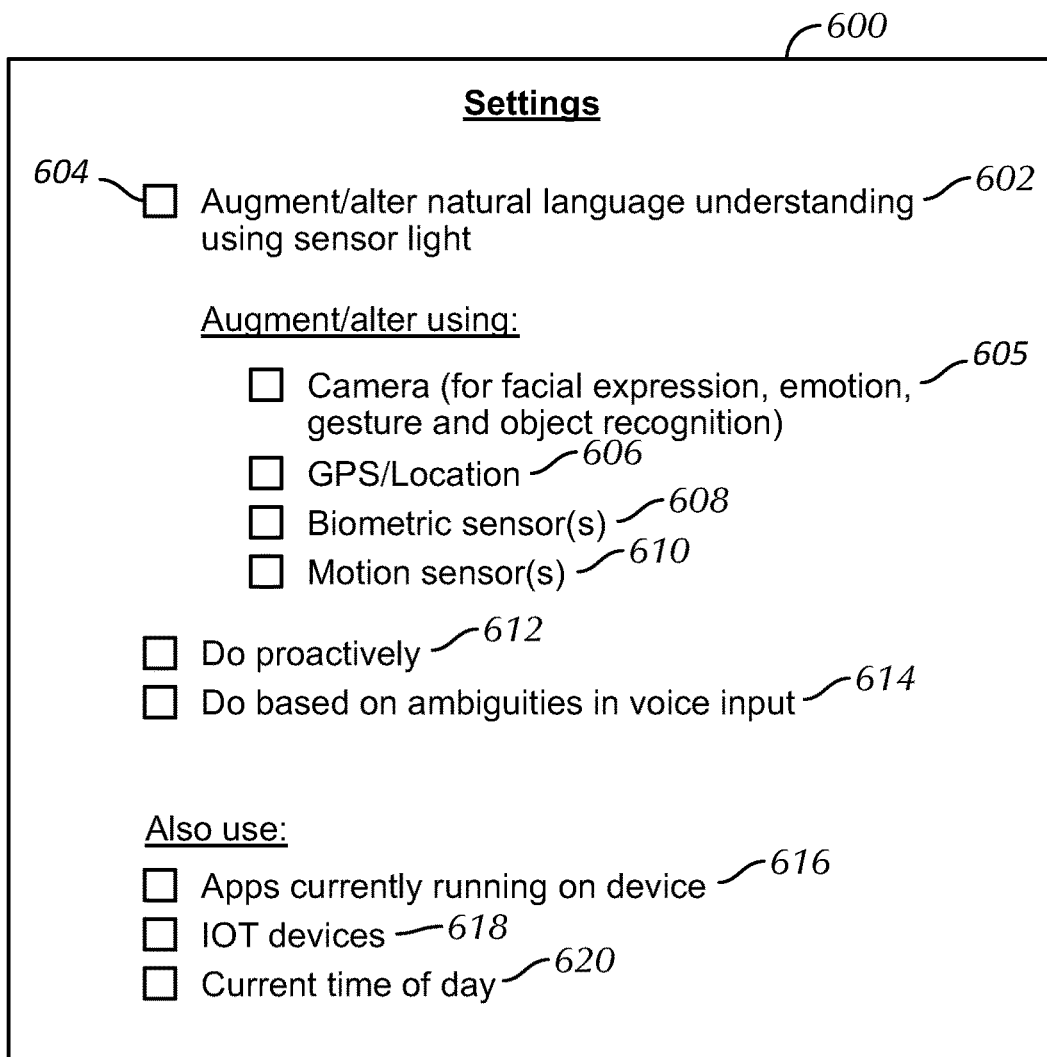 600
Settings
604 Augment/alter natural language understanding 602
using sensor light
Augment/alter using:
Camera (for facial expression, emotion, 605
gesture and object recognition)
GPS/Location 606
Biometric sensor(s) 608
Motion sensor(s) 610
Do proactively 612
Do based on ambiguities in voice input 614
Also use:
Apps currently running on device 616
IOT devices 618
Current time of day 620